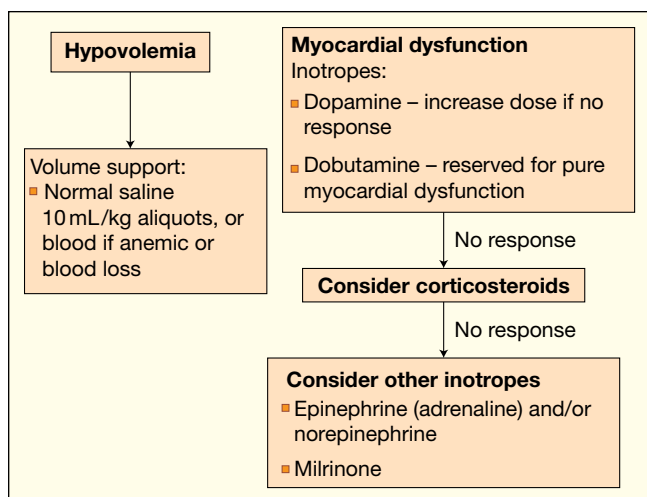 Hypovolemia
Volume support:
Normal saline
10 mL/kg aliquots, or
blood if anemic or
blood loss
Myocardial dysfunction
Inotropes:
Dopamine – increase dose if no
response
Dobutamine – reserved for pure
myocardial dysfunction
No response
Consider corticosteroids
No response
Consider other inotropes
Epinephrine (adrenaline) and/or
norepinephrine
Milrinone